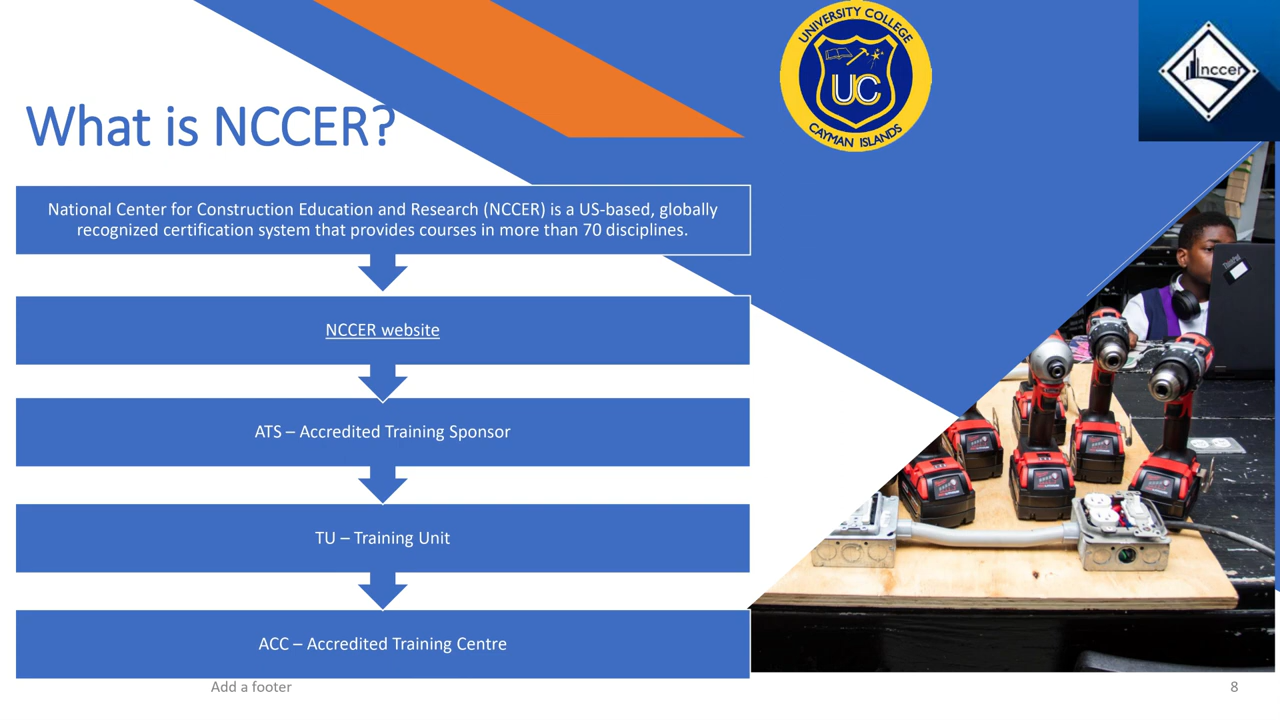 UNIVERSITY COLLEGE
UC
CAYMAN ISLANDS
nccer
What is NCCER?
National Center for Construction Education and Research (NCCER) is a US-based, globally
recognized certification system that provides courses in more than 70 disciplines.
NCCER website
ATS – Accredited Training Sponsor
TU – Training Unit
ACC – Accredited Training Centre
ThinkPad
Add a footer
8